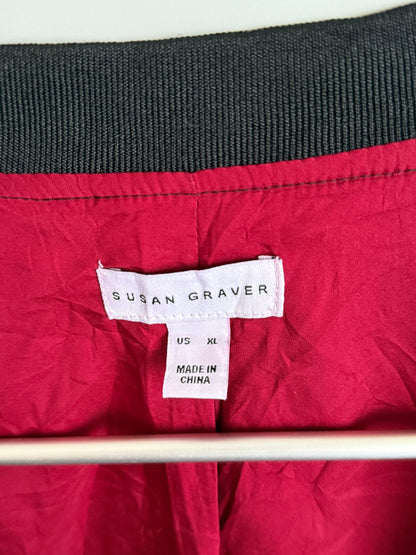 SUSAN GRAVER
US XL
MADE IN
CHINA